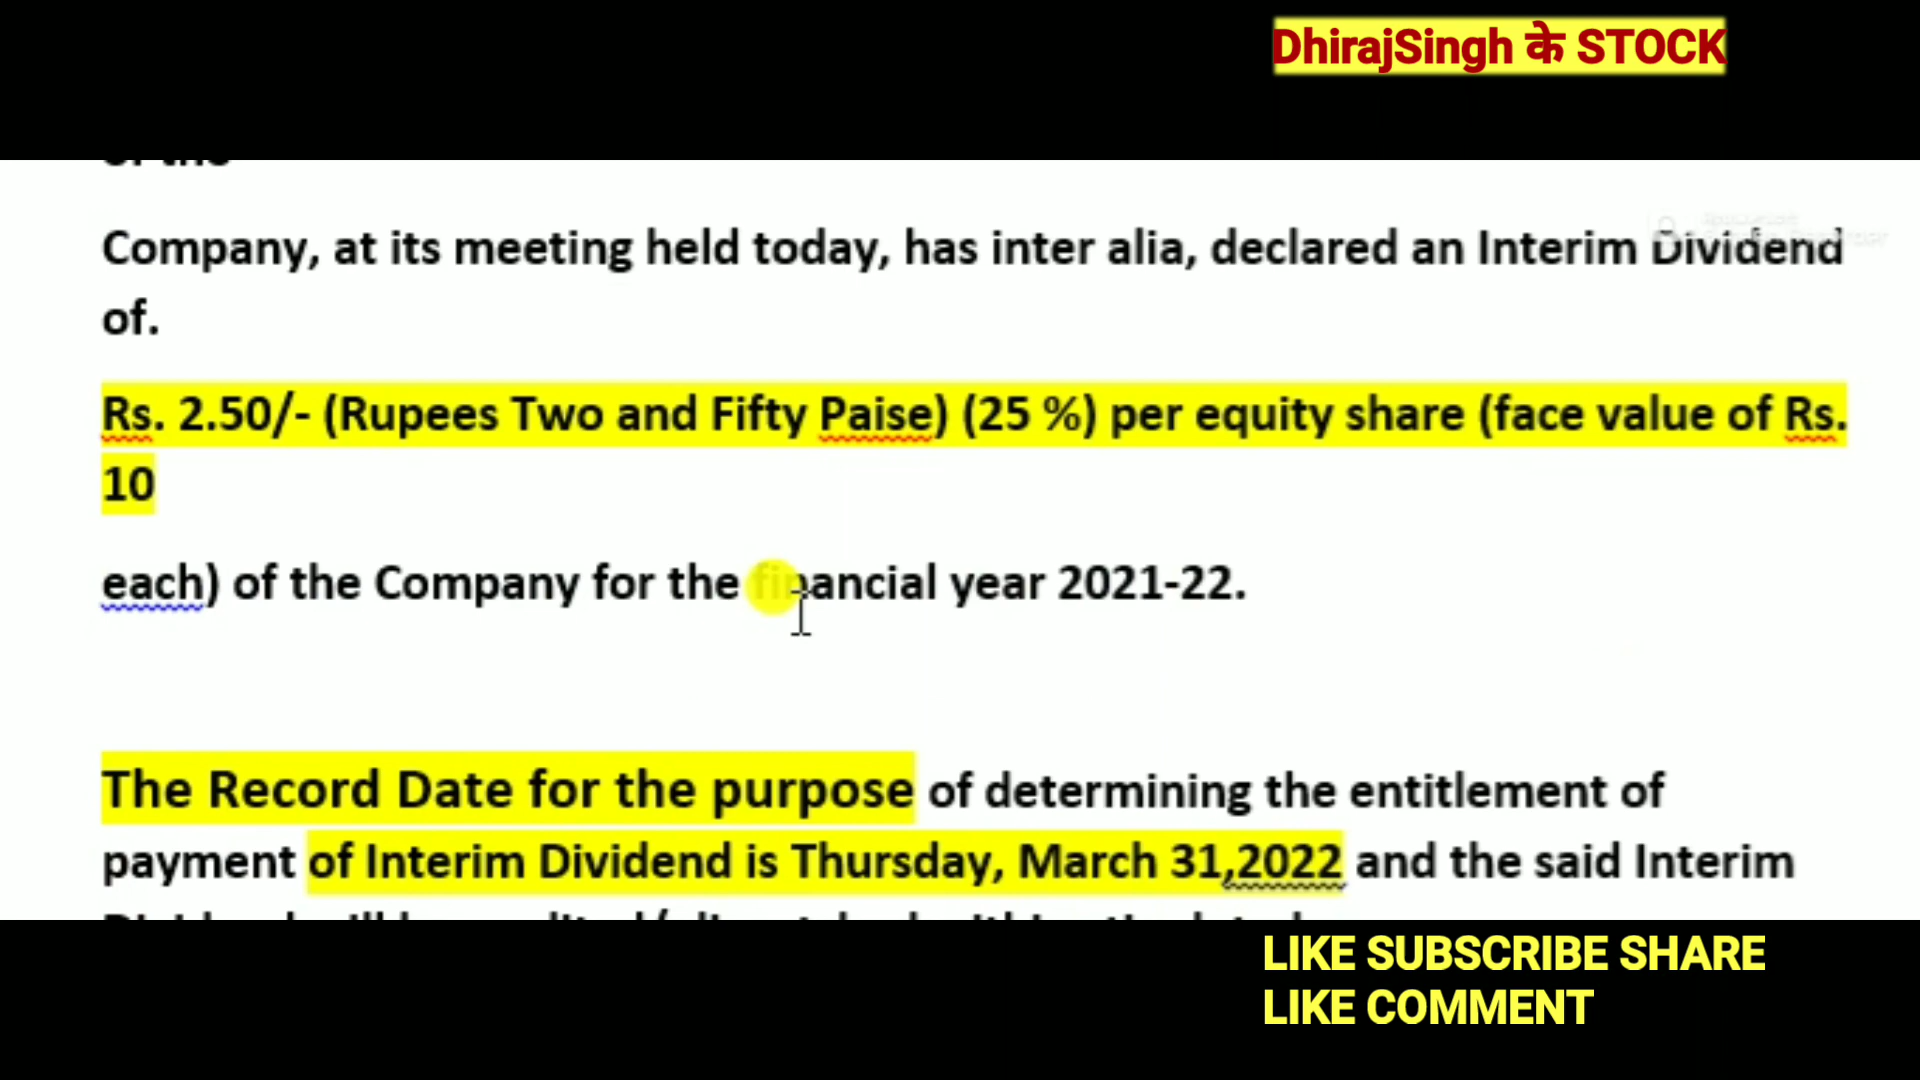 DhirajSingh के STOCK
of the
Company, at its meeting held today, has inter alia, declared an Interim Dividend
of.
Rs. 2.50/- (Rupees Two and Fifty Paise) (25 %) per equity share (face value of Rs.
10
each) of the Company for the financial year 2021-22.
The Record Date for the purpose of determining the entitlement of
payment of Interim Dividend is Thursday, March 31,2022 and the said Interim
LIKE SUBSCRIBE SHARE
LIKE COMMENT